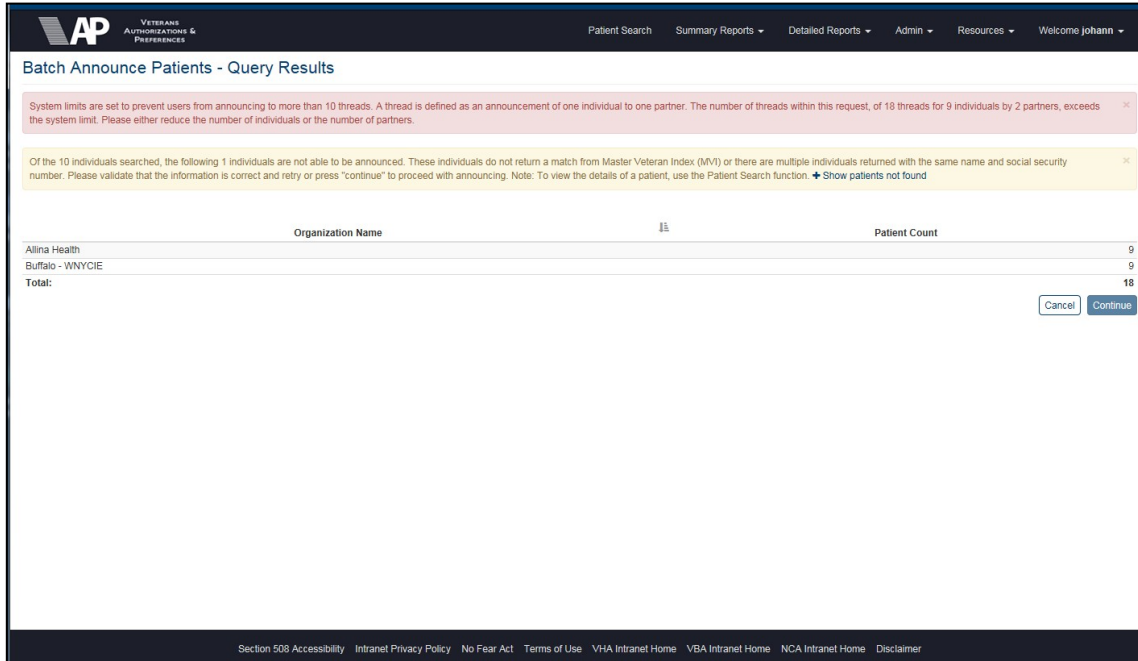 VAP
VETERANS
AUTHORIZATIONS &
PREFERENCES
Patient Search Summary Reports Detailed Reports Admin Resources Welcome johann
Batch Announce Patients - Query Results
System limits are set to prevent users from announcing to more than 10 threads. A thread is defined as an announcement of one individual to one partner. The number of threads within this request, of 18 threads for 9 individuals by 2 partners, exceeds
the system limit. Please either reduce the number of individuals or the number of partners.
Of the 10 individuals searched, the following 1 individuals are not able to be announced. These individuals do not return a match from Master Veteran Index (MVI) or there are multiple individuals returned with the same name and social security
number. Please validate that the information is correct and retry or press "continue" to proceed with announcing. Note: To view the details of a patient, use the Patient Search function. + Show patients not found
Organization Name Patient Count
Allina Health 9
Buffalo - WNYCIE 9
Total: 18
Cancel Continue
Section 508 Accessibility Intranet Privacy Policy No Fear Act Terms of Use VHA Intranet Home VBA Intranet Home NCA Intranet Home Disclaimer